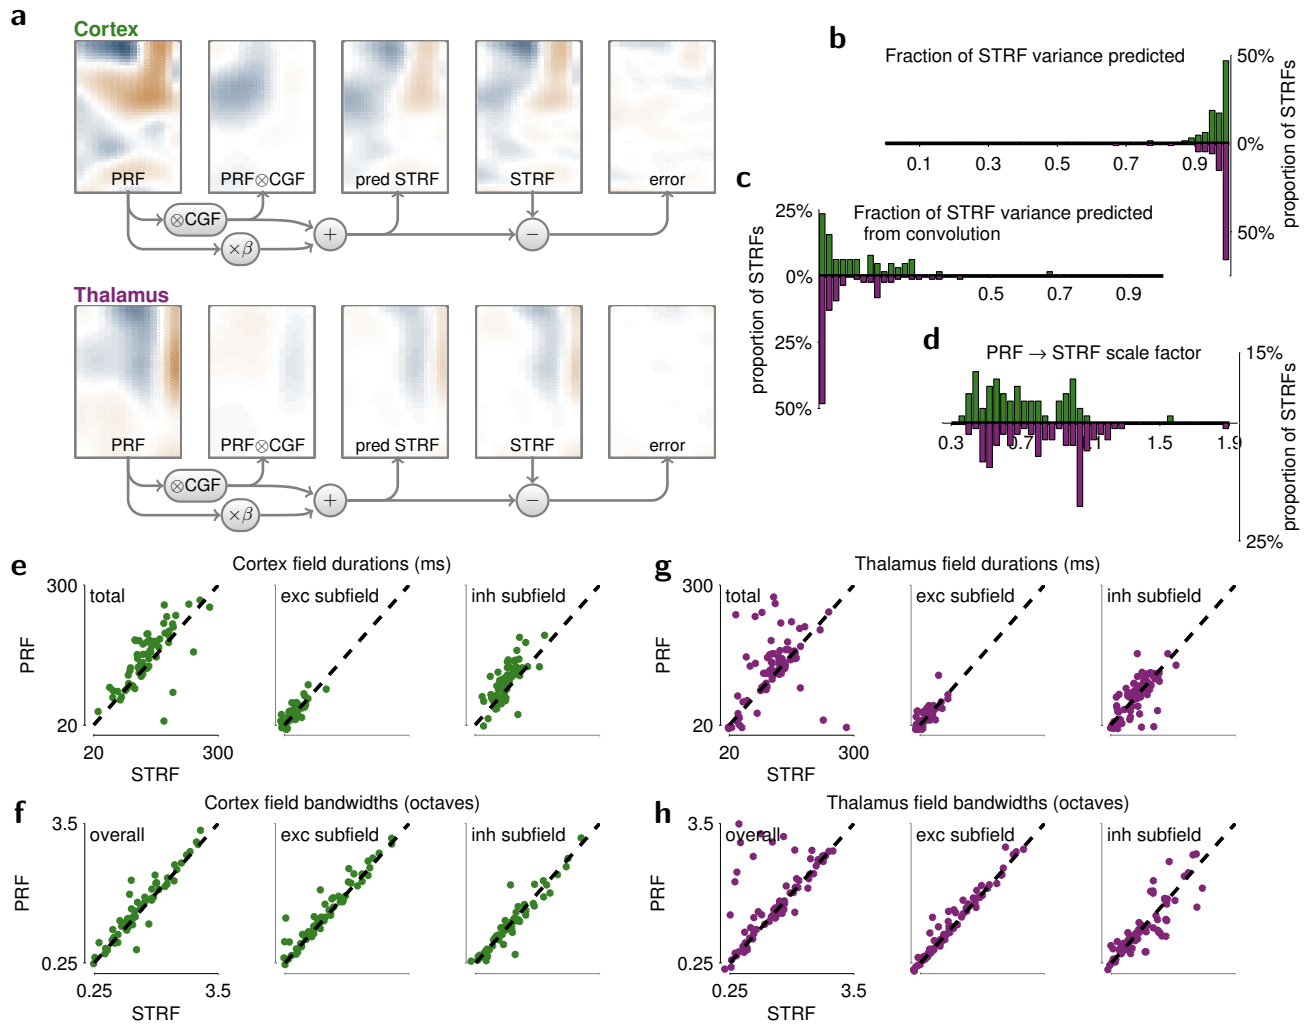 a
Cortex
PRF
PRF⊗CGF
pred STRF
STRF
error
⊗CGF
×β
+
−
Thalamus
PRF
PRF⊗CGF
pred STRF
STRF
error
⊗CGF
×β
+
−
b
Fraction of STRF variance predicted
50%
0%
50%
proportion of STRFs
0.1 0.3 0.5 0.7 0.9
c
Fraction of STRF variance predicted
from convolution
25%
0%
25%
50%
proportion of STRFs
0.5 0.7 0.9
d
PRF → STRF scale factor
15%
25%
proportion of STRFs
0.3 0.7 1.1 1.5 1.9
e
Cortex field durations (ms)
total
exc subfield
inh subfield
300
20
PRF
20 300
STRF
g
Thalamus field durations (ms)
total
exc subfield
inh subfield
300
20
PRF
20 300
STRF
f
Cortex field bandwidths (octaves)
overall
exc subfield
inh subfield
3.5
0.25
PRF
0.25 3.5
STRF
h
Thalamus field bandwidths (octaves)
overall
exc subfield
inh subfield
3.5
0.25
PRF
0.25 3.5
STRF